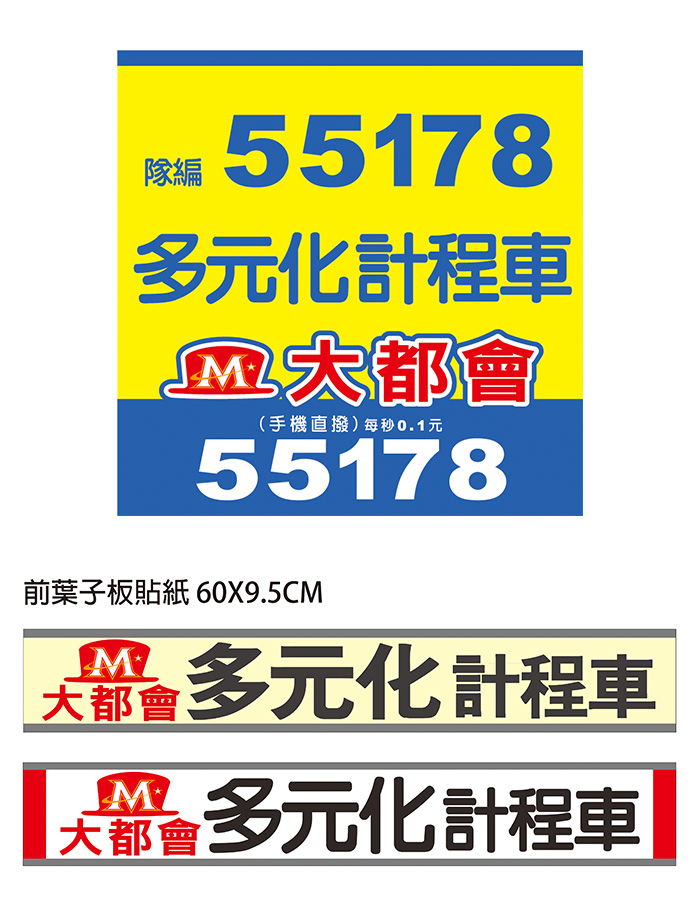 隊編 55178
多元化計程車
M 大都會
(手機直撥)每秒0.1元
55178
前葉子板貼紙 60X9.5CM
M
大都會 多元化 計程車
M
大都會 多元化 計程車